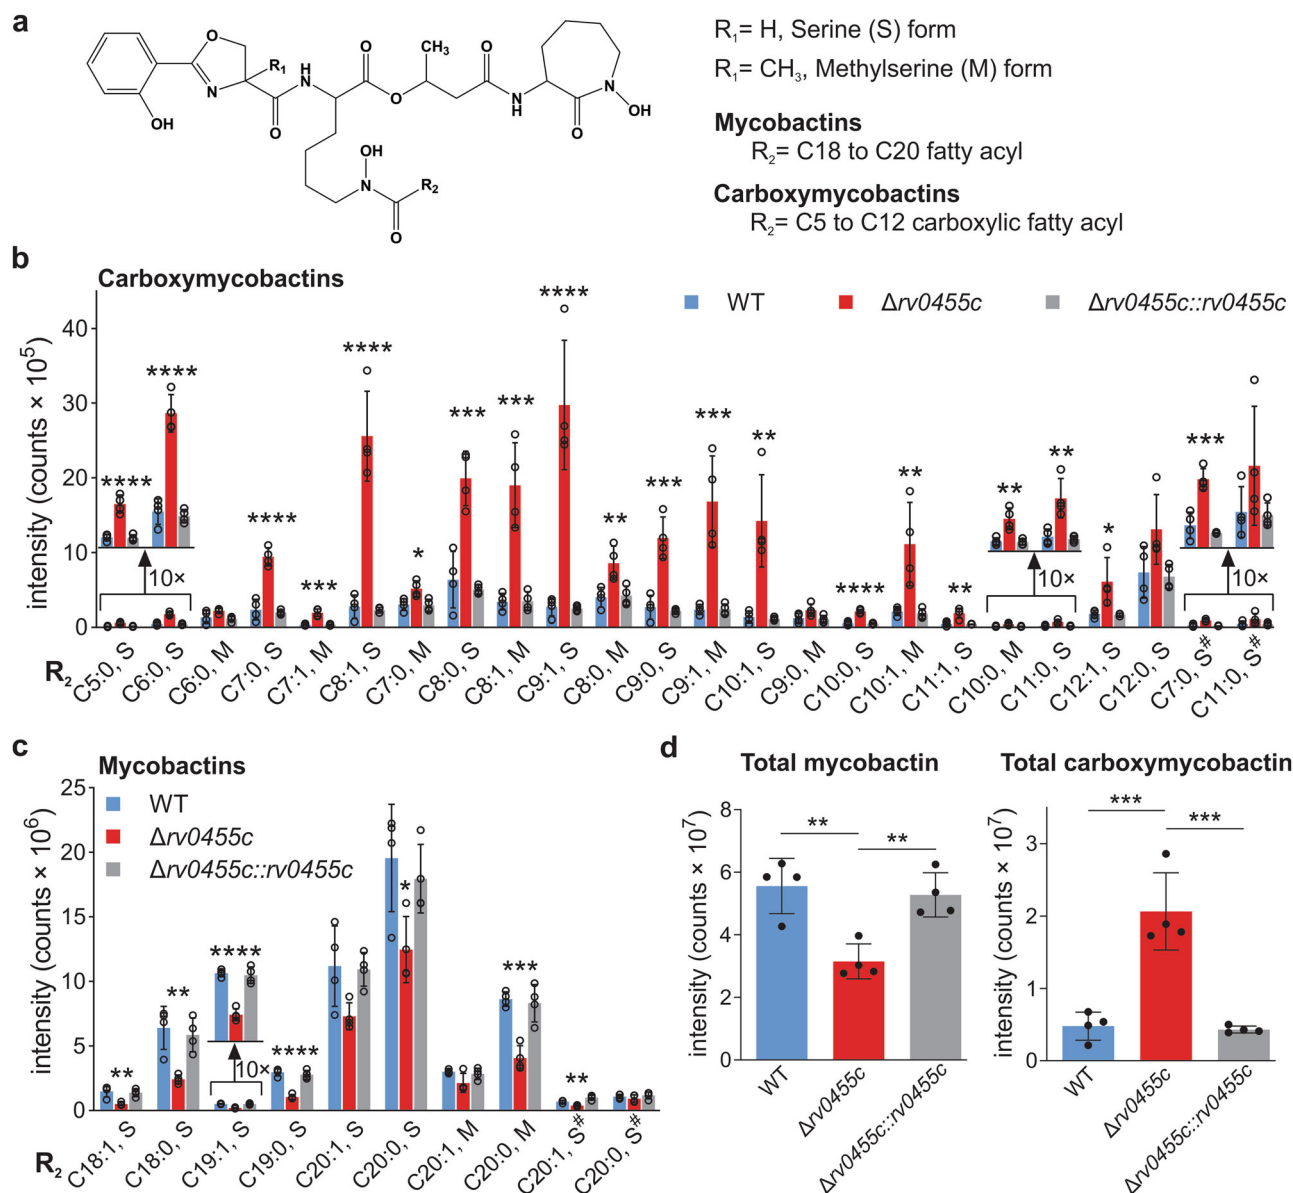 a
R₁= H, Serine (S) form
R₁= CH₃, Methylserine (M) form
Mycobactins
R₂= C18 to C20 fatty acyl
Carboxymycobactins
R₂= C5 to C12 carboxylic fatty acyl
O
R₁
N
OH
H
N
O
O
O
CH₃
O
N
H
O
N
OH
OH
N
R₂
O
b
Carboxymycobactins
WT
Δrv0455c
Δrv0455c::rv0455c
intensity (counts × 10⁵)
40
30
20
10
0
**** **** **** *** **** * *** *** **** ** *** *** ** **** ** ** ** ** * ***
10× 10× 10×
R₂
C5:0, S
C6:0, S
C6:0, M
C7:0, S
C7:1, M
C8:1, S
C7:0, M
C8:0, S
C8:1, M
C9:1, S
C8:0, M
C9:0, S
C9:1, M
C10:1, S
C9:0, M
C10:0, S
C10:1, M
C11:1, S
C10:0, M
C11:0, S
C12:1, S
C12:0, S
C7:0, S#
C11:0, S#
c
Mycobactins
WT
Δrv0455c
Δrv0455c::rv0455c
intensity (counts × 10⁶)
25
20
15
10
5
0
** ** **** **** * *** **
10×
R₂
C18:1, S
C18:0, S
C19:1, S
C19:0, S
C20:1, S
C20:0, S
C20:1, M
C20:0, M
C20:1, S#
C20:0, S#
d
Total mycobactin
intensity (counts × 10⁷)
8
6
4
2
0
** **
WT
Δrv0455c
Δrv0455c::rv0455c
Total carboxymycobactin
intensity (counts × 10⁷)
3
2
1
0
*** ***
WT
Δrv0455c
Δrv0455c::rv0455c